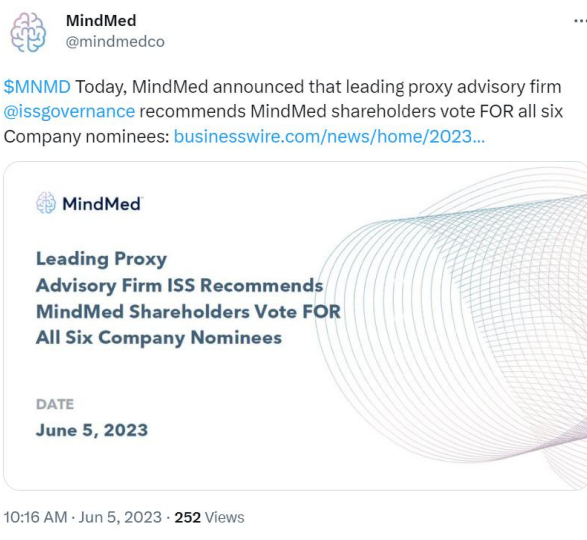 MindMed
@mindmedco
$MNMD Today, MindMed announced that leading proxy advisory firm
@issgovernance recommends MindMed shareholders vote FOR all six
Company nominees: businesswire.com/news/home/2023...
MindMed
Leading Proxy
Advisory Firm ISS Recommends
MindMed Shareholders Vote FOR
All Six Company Nominees
DATE
June 5, 2023
10:16 AM · Jun 5, 2023 · 252 Views